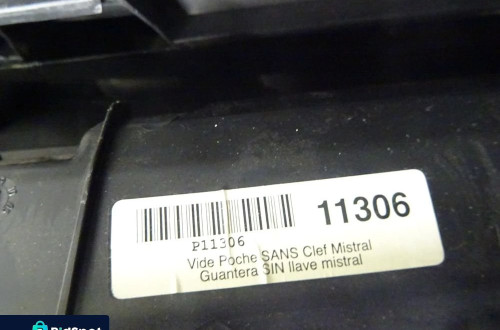 11306
P11306
Vide Poche SANS Clef Mistral
Guantera SIN llave mistral